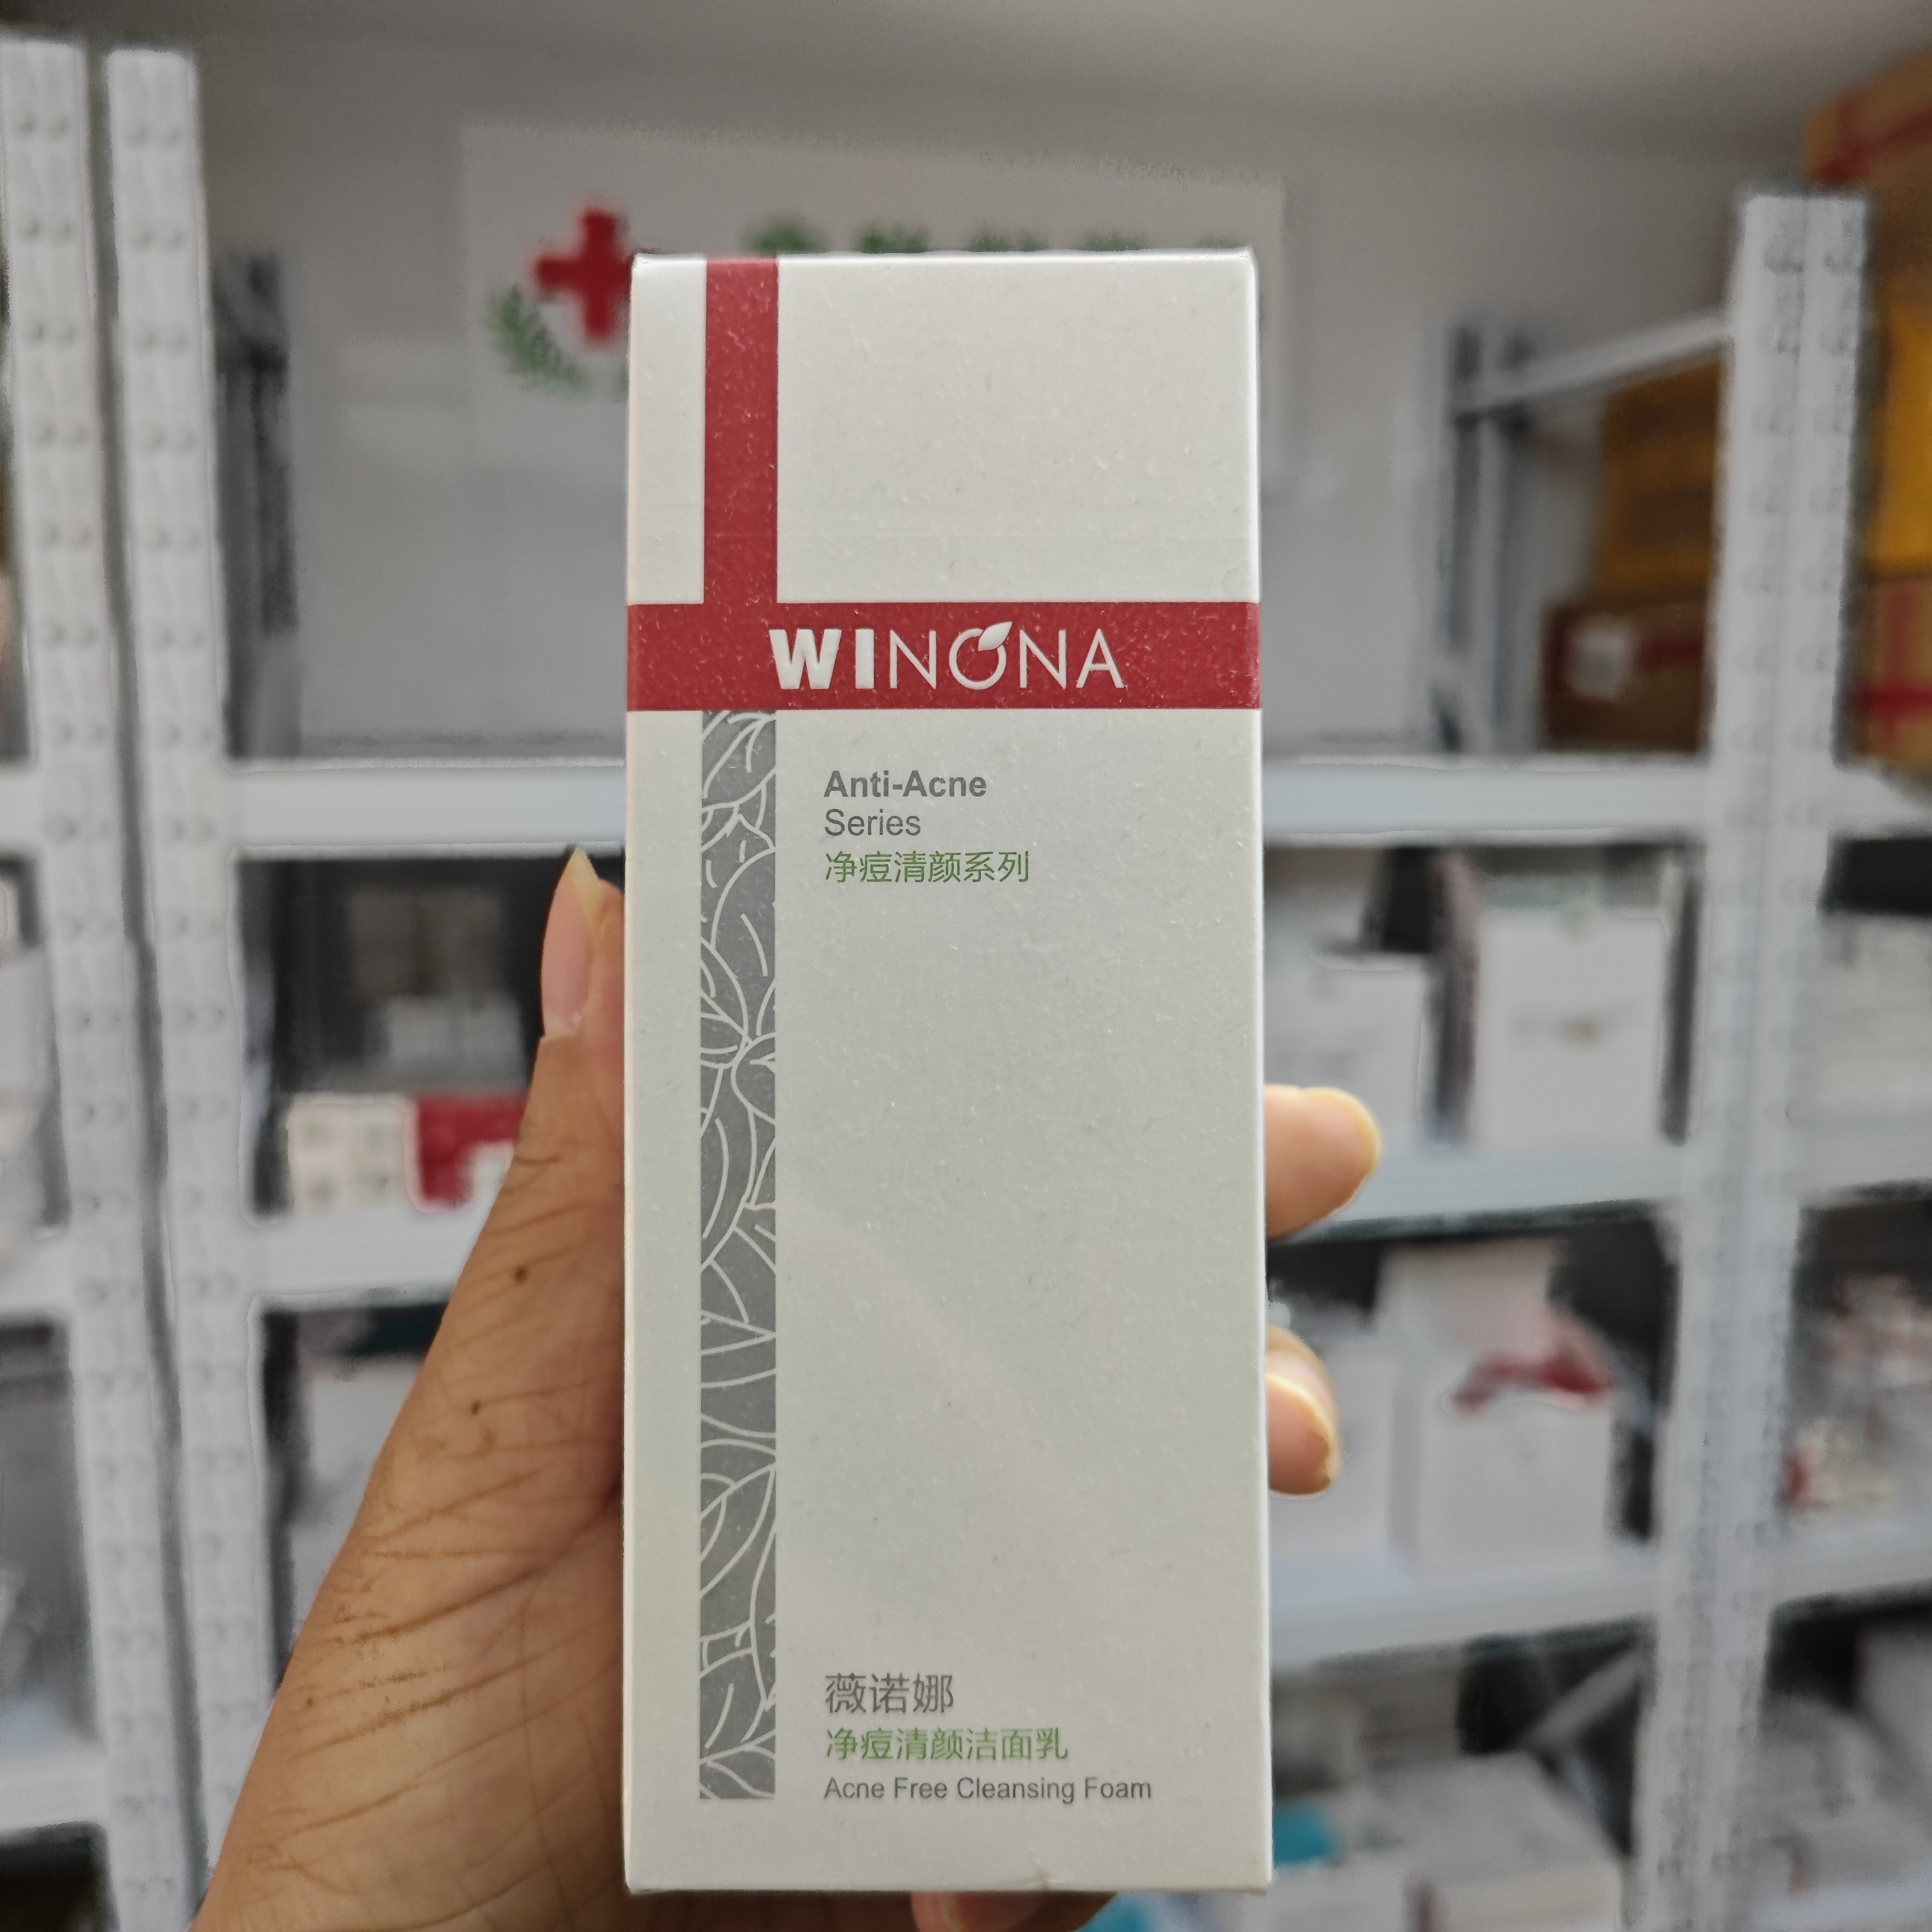 WINONA
Anti-Acne
Series
净痘清颜系列
薇诺娜
净痘清颜洁面乳
Acne Free Cleansing Foam